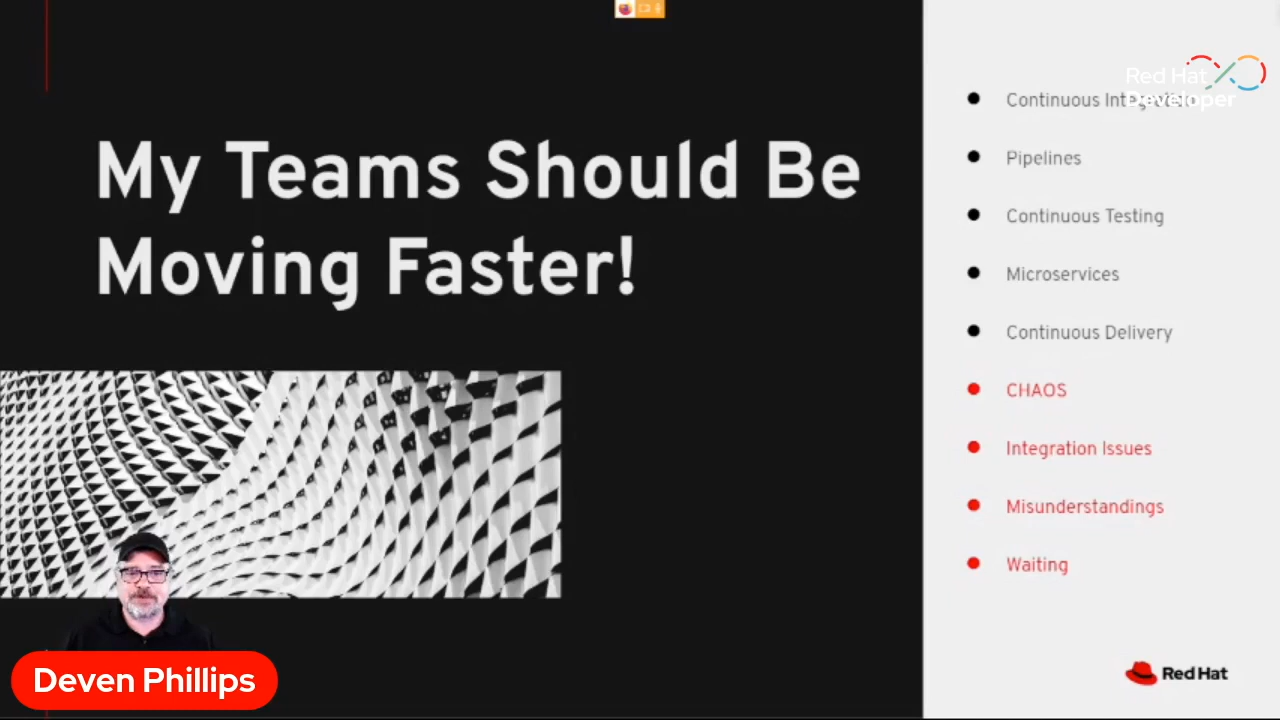 My Teams Should Be
Moving Faster!
Red Hat
Developer
Continuous Integration
Pipelines
Continuous Testing
Microservices
Continuous Delivery
CHAOS
Integration Issues
Misunderstandings
Waiting
Deven Phillips
Red Hat